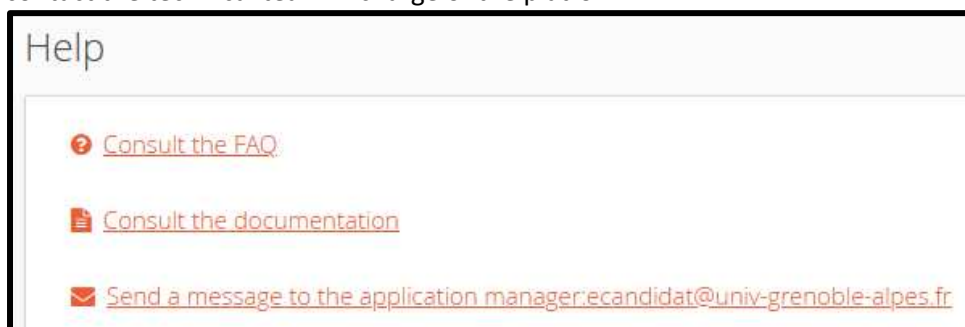 Help
Consult the FAQ
Consult the documentation
Send a message to the application manager:ecandidat@univ-grenoble-alpes.fr